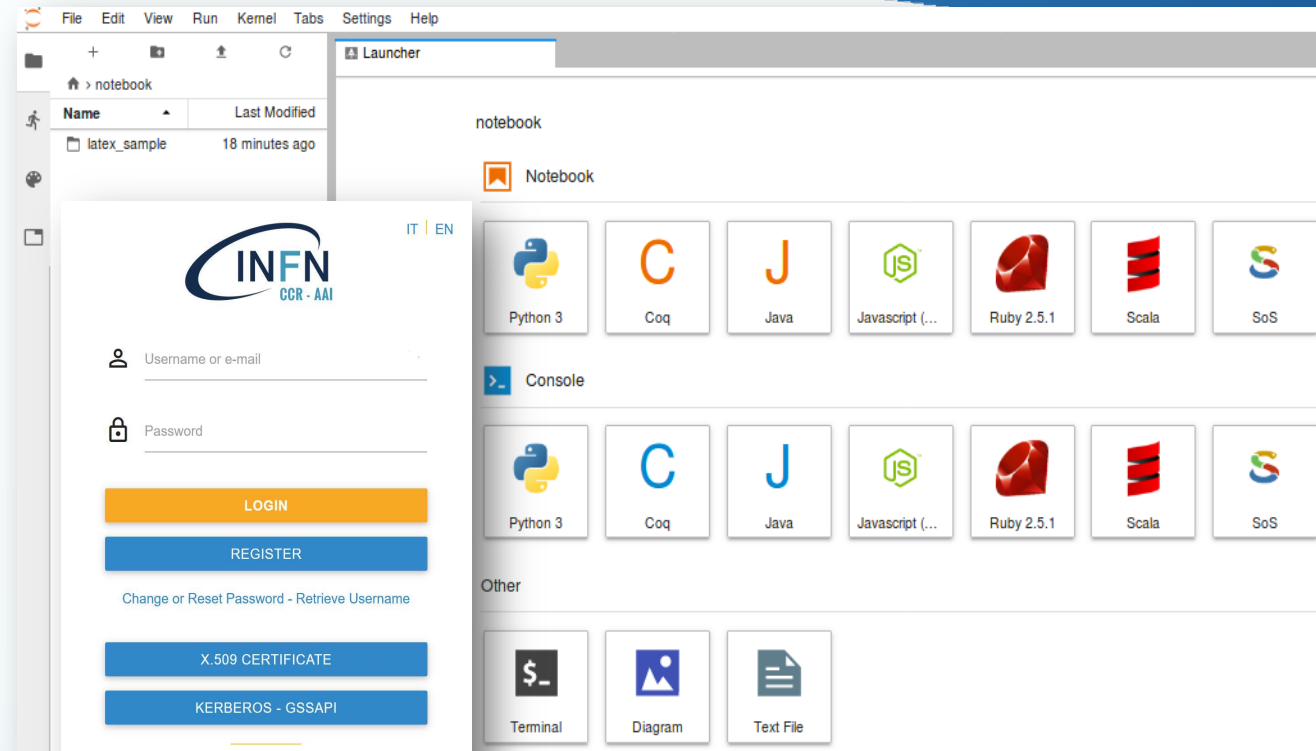 File Edit View Run Kernel Tabs Settings Help
Launcher
> notebook
Name Last Modified
latex_sample 18 minutes ago
notebook
Notebook
Python 3 Coq Java Javascript (... Ruby 2.5.1 Scala SoS
Console
Python 3 Coq Java Javascript (... Ruby 2.5.1 Scala SoS
Other
$_ Terminal Diagram Text File
IT | EN
INFN
CCR - AAI
Username or e-mail
Password
LOGIN
REGISTER
Change or Reset Password - Retrieve Username
X.509 CERTIFICATE
KERBEROS - GSSAPI